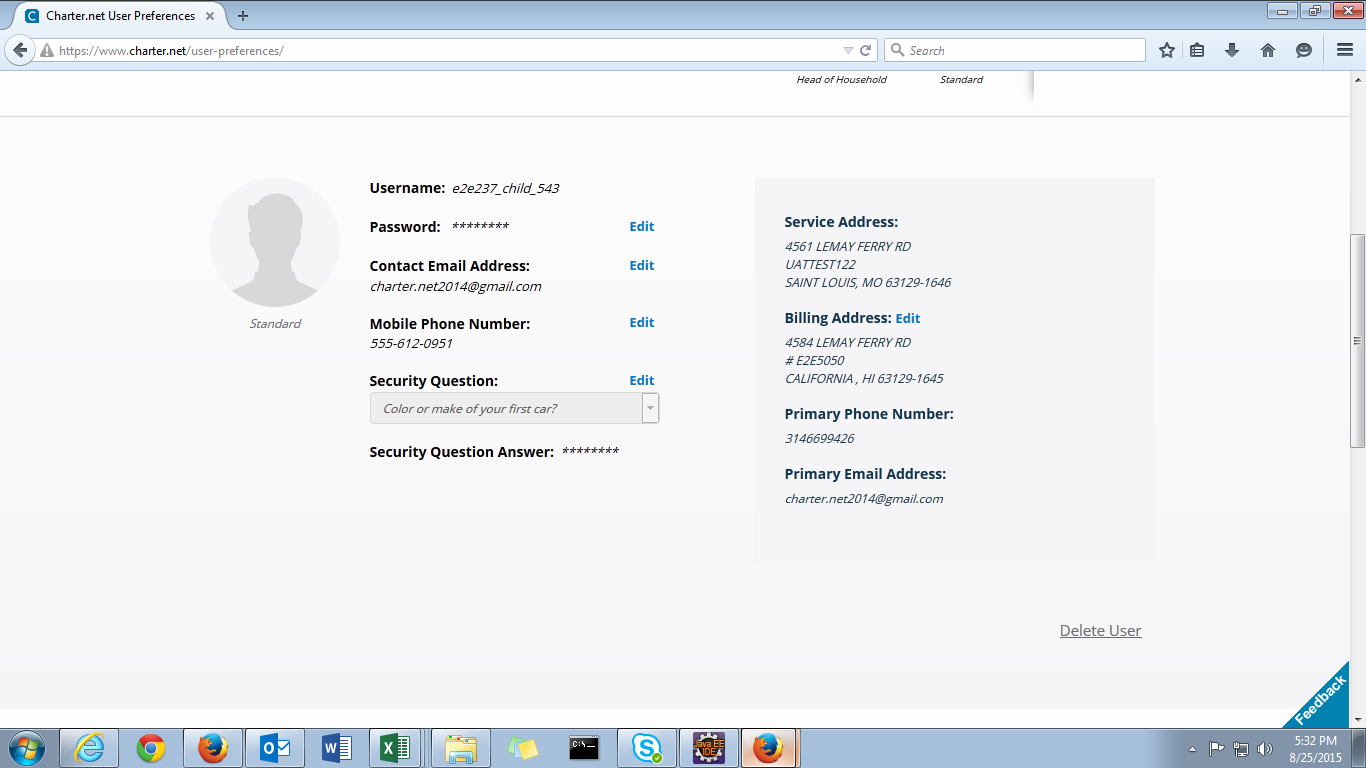 Charter.net User Preferences
https://www.charter.net/user-preferences/
Search
Head of Household Standard
Username: e2e237_child_543
Password: ******** Edit
Contact Email Address: Edit
charter.net2014@gmail.com
Mobile Phone Number: Edit
555-612-0951
Security Question: Edit
Color or make of your first car?
Security Question Answer: ********
Standard
Service Address:
4561 LEMAY FERRY RD
UATTEST122
SAINT LOUIS, MO 63129-1646
Billing Address: Edit
4584 LEMAY FERRY RD
# E2E5050
CALIFORNIA , HI 63129-1645
Primary Phone Number:
3146699426
Primary Email Address:
charter.net2014@gmail.com
Delete User
Feedback
C:\_
Java EE
IDE
5:32 PM
8/25/2015